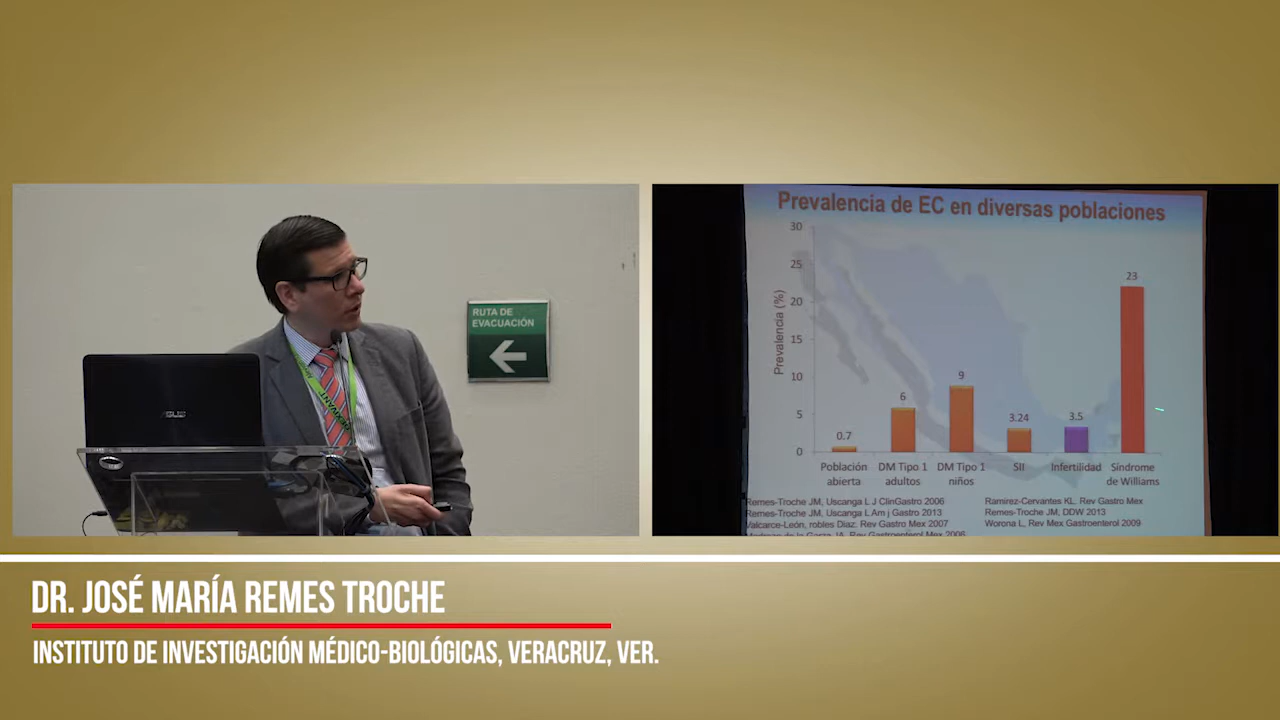 RUTA DE
EVACUACIÓN
ASUS
Prevalencia de EC en diversas poblaciones
Prevalencia (%)
30
25
20
15
10
5
0
0.7
6
9
3.24
3.5
23
Población
abierta
DM Tipo 1
adultos
DM Tipo 1
niños
SII
Infertilidad
Síndrome
de Williams
Remes-Troche JM, Uscanga L J ClinGastro 2006
Remes-Troche JM, Uscanga L Am j Gastro 2013
Valcarce-León, robles Diaz. Rev Gastro Mex 2007
Rev Gastroenterol Mex 2006
Ramirez-Cervantes KL. Rev Gastro Mex
Remes-Troche JM, DDW 2013
Worona L, Rev Mex Gastroenterol 2009
DR. JOSÉ MARÍA REMES TROCHE
INSTITUTO DE INVESTIGACIÓN MÉDICO-BIOLÓGICAS, VERACRUZ, VER.